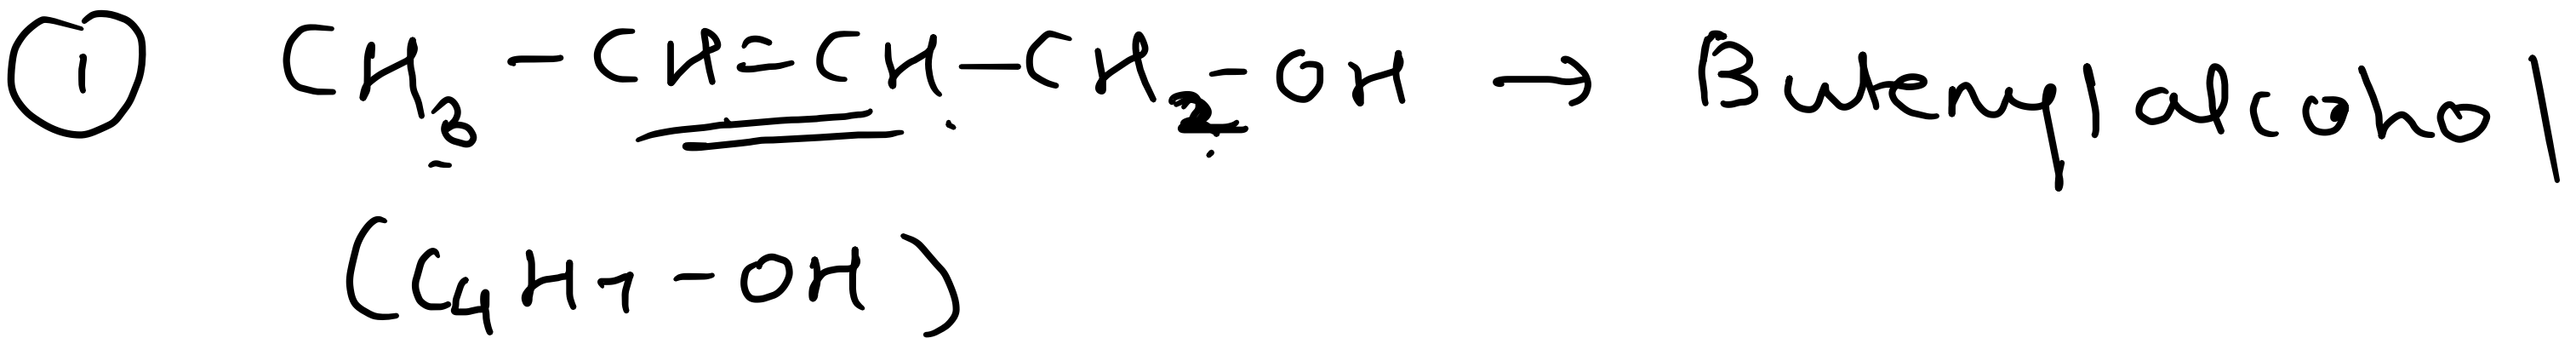 ① CH₃ - CH=CH-CH₂-OH → Butenyl alcohol
(C₄H₇-OH)